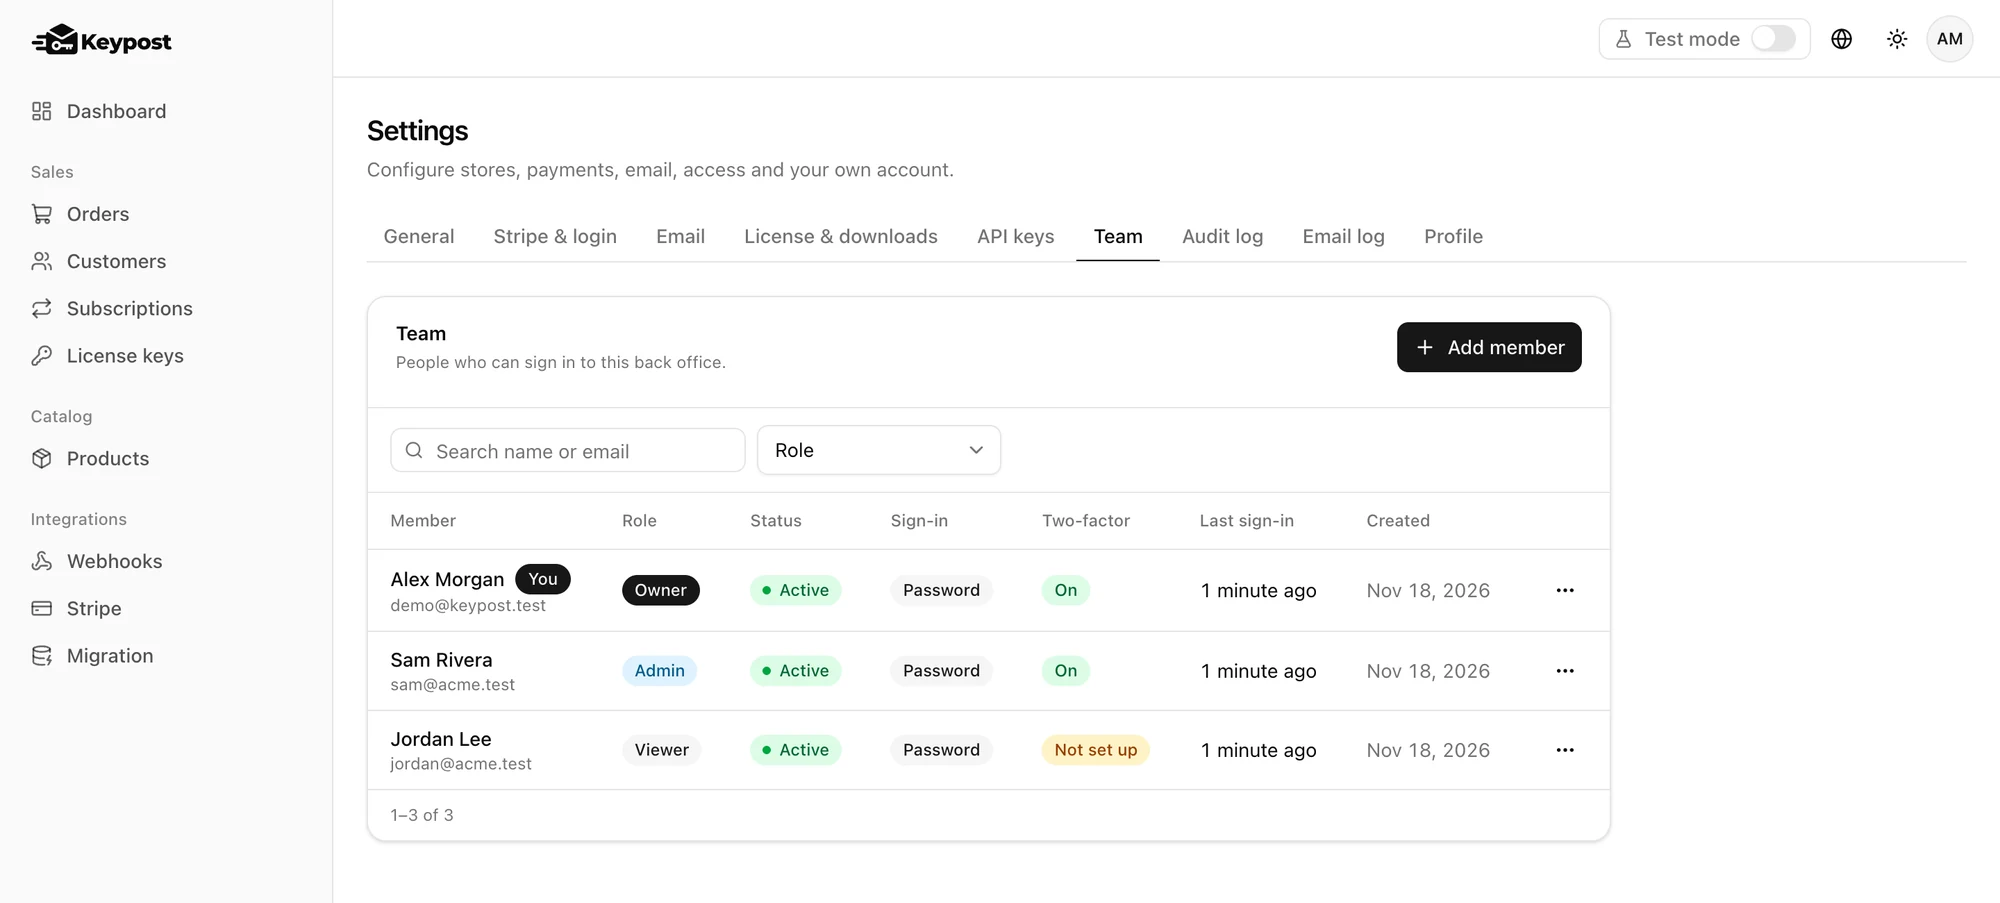 Keypost
Test mode
AM
Dashboard
Sales
Orders
Customers
Subscriptions
License keys
Catalog
Products
Integrations
Webhooks
Stripe
Migration
Settings
Configure stores, payments, email, access and your own account.
General Stripe & login Email License & downloads API keys Team Audit log Email log Profile
Team
People who can sign in to this back office.
Add member
Search name or email
Role
Member Role Status Sign-in Two-factor Last sign-in Created
Alex Morgan You
demo@keypost.test
Owner Active Password On 1 minute ago Nov 18, 2026
Sam Rivera
sam@acme.test
Admin Active Password On 1 minute ago Nov 18, 2026
Jordan Lee
jordan@acme.test
Viewer Active Password Not set up 1 minute ago Nov 18, 2026
1–3 of 3